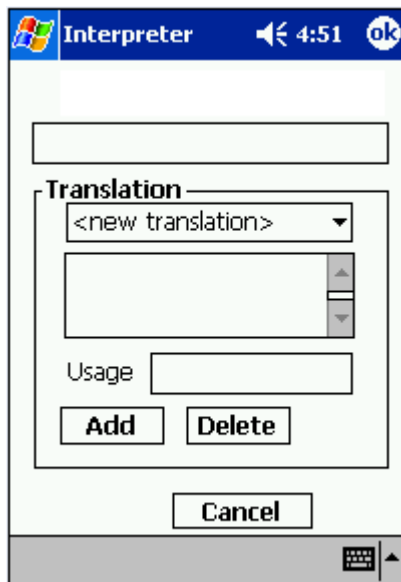 Interpreter 4:51 ok
Translation
<new translation>
Usage
Add Delete
Cancel